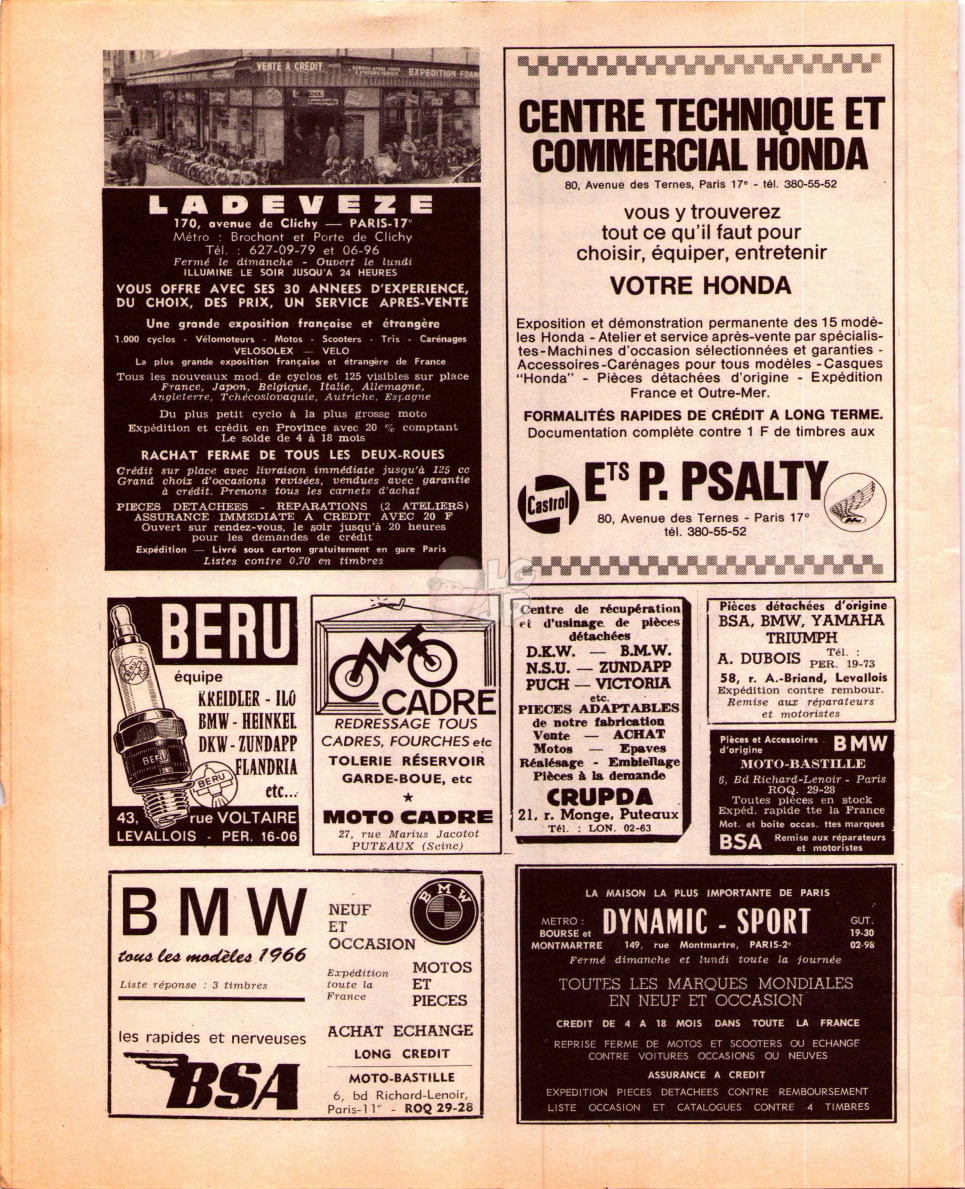 VENTE A CREDIT
EXPEDITION FRAN
LADEVEZE
170, avenue de Clichy — PARIS-17e
Métro : Brochant et Porte de Clichy
Tél. : 627-09-79 et 06-96
Fermé le dimanche - Ouvert le lundi
ILLUMINE LE SOIR JUSQU'A 24 HEURES
VOUS OFFRE AVEC SES 30 ANNEES D'EXPERIENCE,
DU CHOIX, DES PRIX, UN SERVICE APRES-VENTE
Une grande exposition française et étrangère
1.000 cyclos - Vélomoteurs - Motos - Scooters - Tris - Carénages
VELOSOLEX — VELO
La plus grande exposition française et étrangère de France
Tous les nouveaux mod. de cyclos et 125 visibles sur place
France, Japon, Belgique, Italie, Allemagne,
Angleterre, Tchécoslovaquie, Autriche, Espagne
Du plus petit cyclo à la plus grosse moto
Expédition et crédit en Province avec 20 % comptant
Le solde de 4 à 18 mois
RACHAT FERME DE TOUS LES DEUX-ROUES
Crédit sur place avec livraison immédiate jusqu'à 125 cc
Grand choix d'occasions revisées, vendues avec garantie
à crédit. Prenons tous les carnets d'achat
PIECES DETACHEES - REPARATIONS (2 ATELIERS)
ASSURANCE IMMEDIATE A CREDIT AVEC 20 F
Ouvert sur rendez-vous, le soir jusqu'à 20 heures
pour les demandes de crédit
Expédition — Livré sous carton gratuitement en gare Paris
Listes contre 0,70 en timbres
CENTRE TECHNIQUE ET
COMMERCIAL HONDA
80, Avenue des Ternes, Paris 17e - tél. 380-55-52
vous y trouverez
tout ce qu'il faut pour
choisir, équiper, entretenir
VOTRE HONDA
Exposition et démonstration permanente des 15 modè-
les Honda - Atelier et service après-vente par spécialis-
tes-Machines d'occasion sélectionnées et garanties -
Accessoires-Carénages pour tous modèles -Casques
"Honda" - Pièces détachées d'origine - Expédition
France et Outre-Mer.
FORMALITÉS RAPIDES DE CRÉDIT A LONG TERME.
Documentation complète contre 1 F de timbres aux
Castrol
ETS P. PSALTY
80, Avenue des Ternes - Paris 17e
tél. 380-55-52
BERU
équipe
KREIDLER - ILO
BMW - HEINKEL
DKW - ZUNDAPP
FLANDRIA
etc...
BERU
BERU
43, rue VOLTAIRE
LEVALLOIS - PER. 16-06
MT
CADRE
REDRESSAGE TOUS
CADRES, FOURCHES etc
TOLERIE RÉSERVOIR
GARDE-BOUE, etc
MOTO CADRE
27, rue Marius Jacotot
PUTEAUX (Seine)
Centre de récupération
et d'usinage de pièces
détachées
D.K.W. — B.M.W.
N.S.U. — ZUNDAPP
PUCH — VICTORIA
etc.
PIECES ADAPTABLES
de notre fabrication
Vente — ACHAT
Motos — Epaves
Réalésage - Embiellage
Pièces à la demande
CRUPDA
21, r. Monge, Puteaux
Tél. : LON. 02-63
Pièces détachées d'origine
BSA, BMW, YAMAHA
TRIUMPH
A. DUBOIS Tél. : PER. 19-73
58, r. A.-Briand, Levallois
Expédition contre rembour.
Remise aux réparateurs
et motoristes
Pièces et Accessoires
d'origine BMW
MOTO-BASTILLE
6, Bd Richard-Lenoir - Paris
ROQ. 29-28
Toutes pièces en stock
Expéd. rapide tte la France
Mot. et boîte occas. ttes marques
BSA Remise aux réparateurs
et motoristes
BMW
tous les modèles 1966
Liste réponse : 3 timbres
les rapides et nerveuses
BSA
NEUF
ET
OCCASION
BMW
Expédition
toute la
France
MOTOS
ET
PIECES
ACHAT ECHANGE
LONG CREDIT
MOTO-BASTILLE
6, bd Richard-Lenoir,
Paris-11e - ROQ 29-28
LA MAISON LA PLUS IMPORTANTE DE PARIS
METRO :
BOURSE et
MONTMARTRE
DYNAMIC - SPORT
149, rue Montmartre, PARIS-2e
GUT.
19-30
02-98
Fermé dimanche et lundi toute la journée
TOUTES LES MARQUES MONDIALES
EN NEUF ET OCCASION
CREDIT DE 4 A 18 MOIS DANS TOUTE LA FRANCE
REPRISE FERME DE MOTOS ET SCOOTERS OU ECHANGE
CONTRE VOITURES OCCASIONS OU NEUVES
ASSURANCE A CREDIT
EXPEDITION PIECES DETACHEES CONTRE REMBOURSEMENT
LISTE OCCASION ET CATALOGUES CONTRE 4 TIMBRES